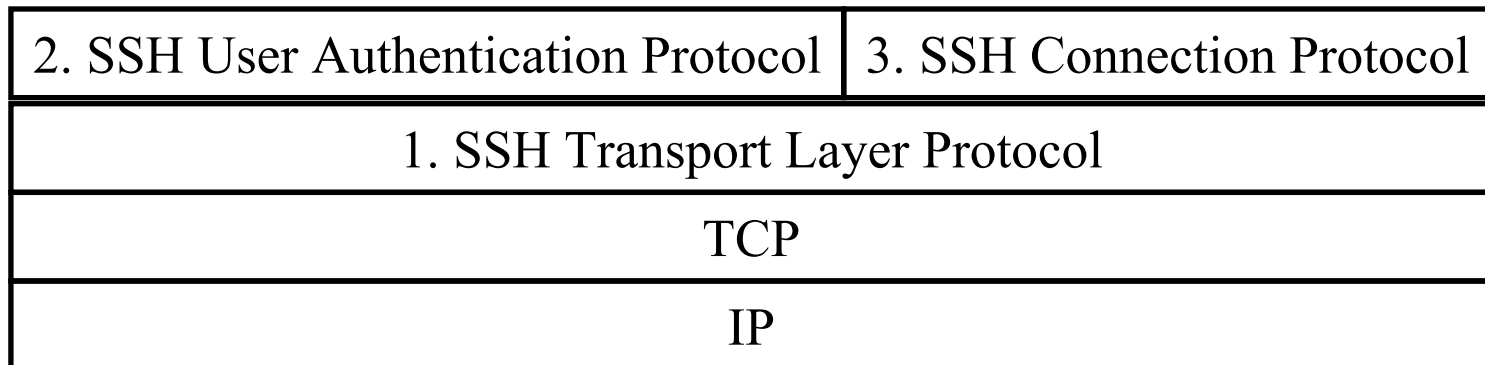 2. SSH User Authentication Protocol
3. SSH Connection Protocol
1. SSH Transport Layer Protocol
TCP
IP